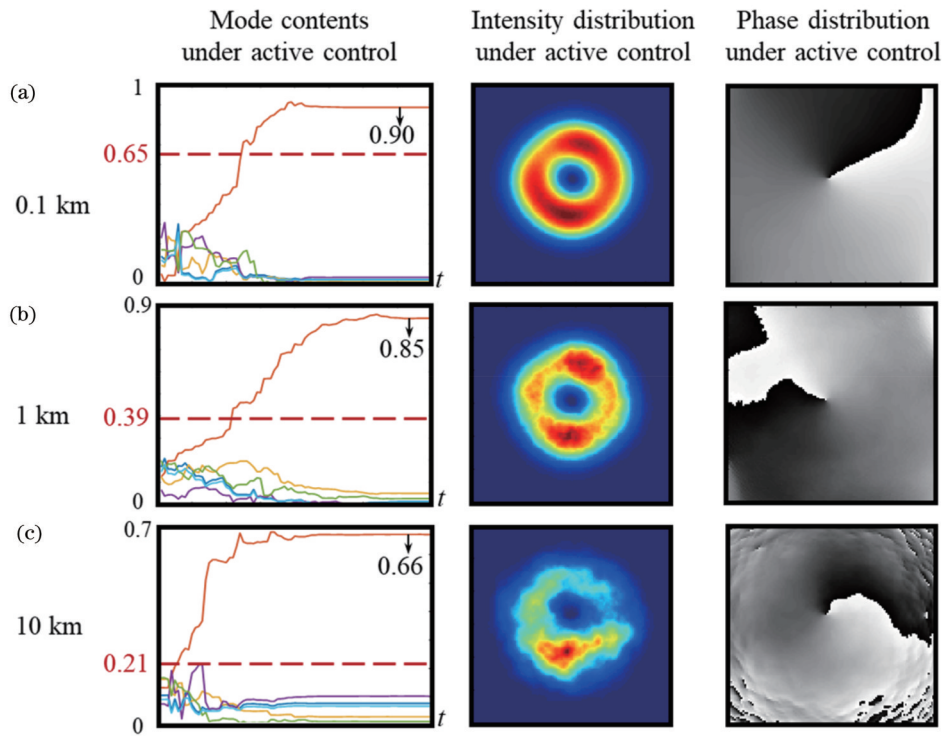 Mode contents
under active control
Intensity distribution
under active control
Phase distribution
under active control
(a)
1
0.65
0.90
0.1 km
0
t
(b)
0.9
0.85
1 km
0.39
0
t
(c)
0.7
0.66
10 km
0.21
0
t